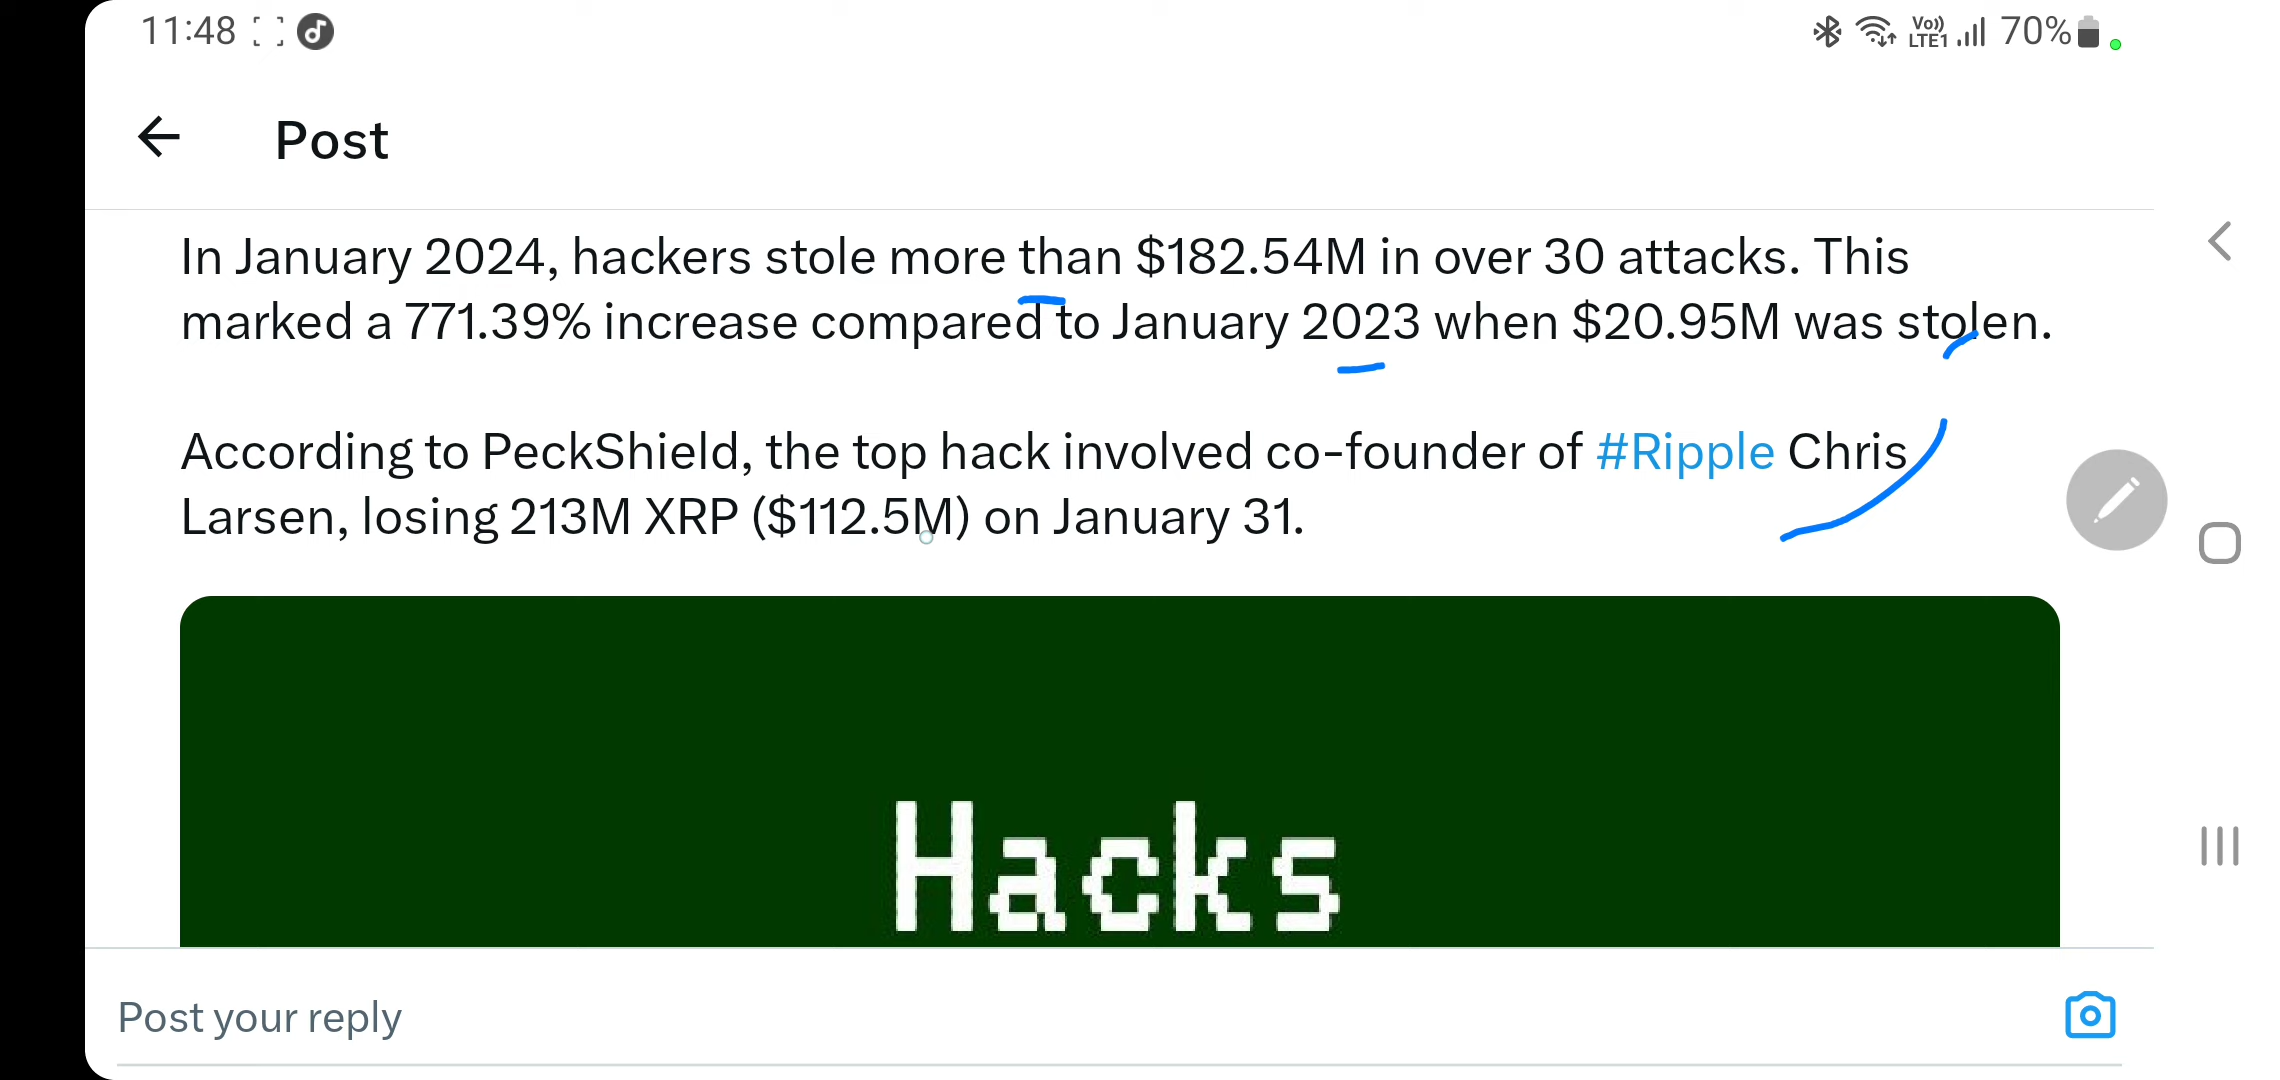 11:48
Vo)) LTE1 70%
Post
In January 2024, hackers stole more than $182.54M in over 30 attacks. This
marked a 771.39% increase compared to January 2023 when $20.95M was stolen.
According to PeckShield, the top hack involved co-founder of #Ripple Chris
Larsen, losing 213M XRP ($112.5M) on January 31.
Hacks
Post your reply